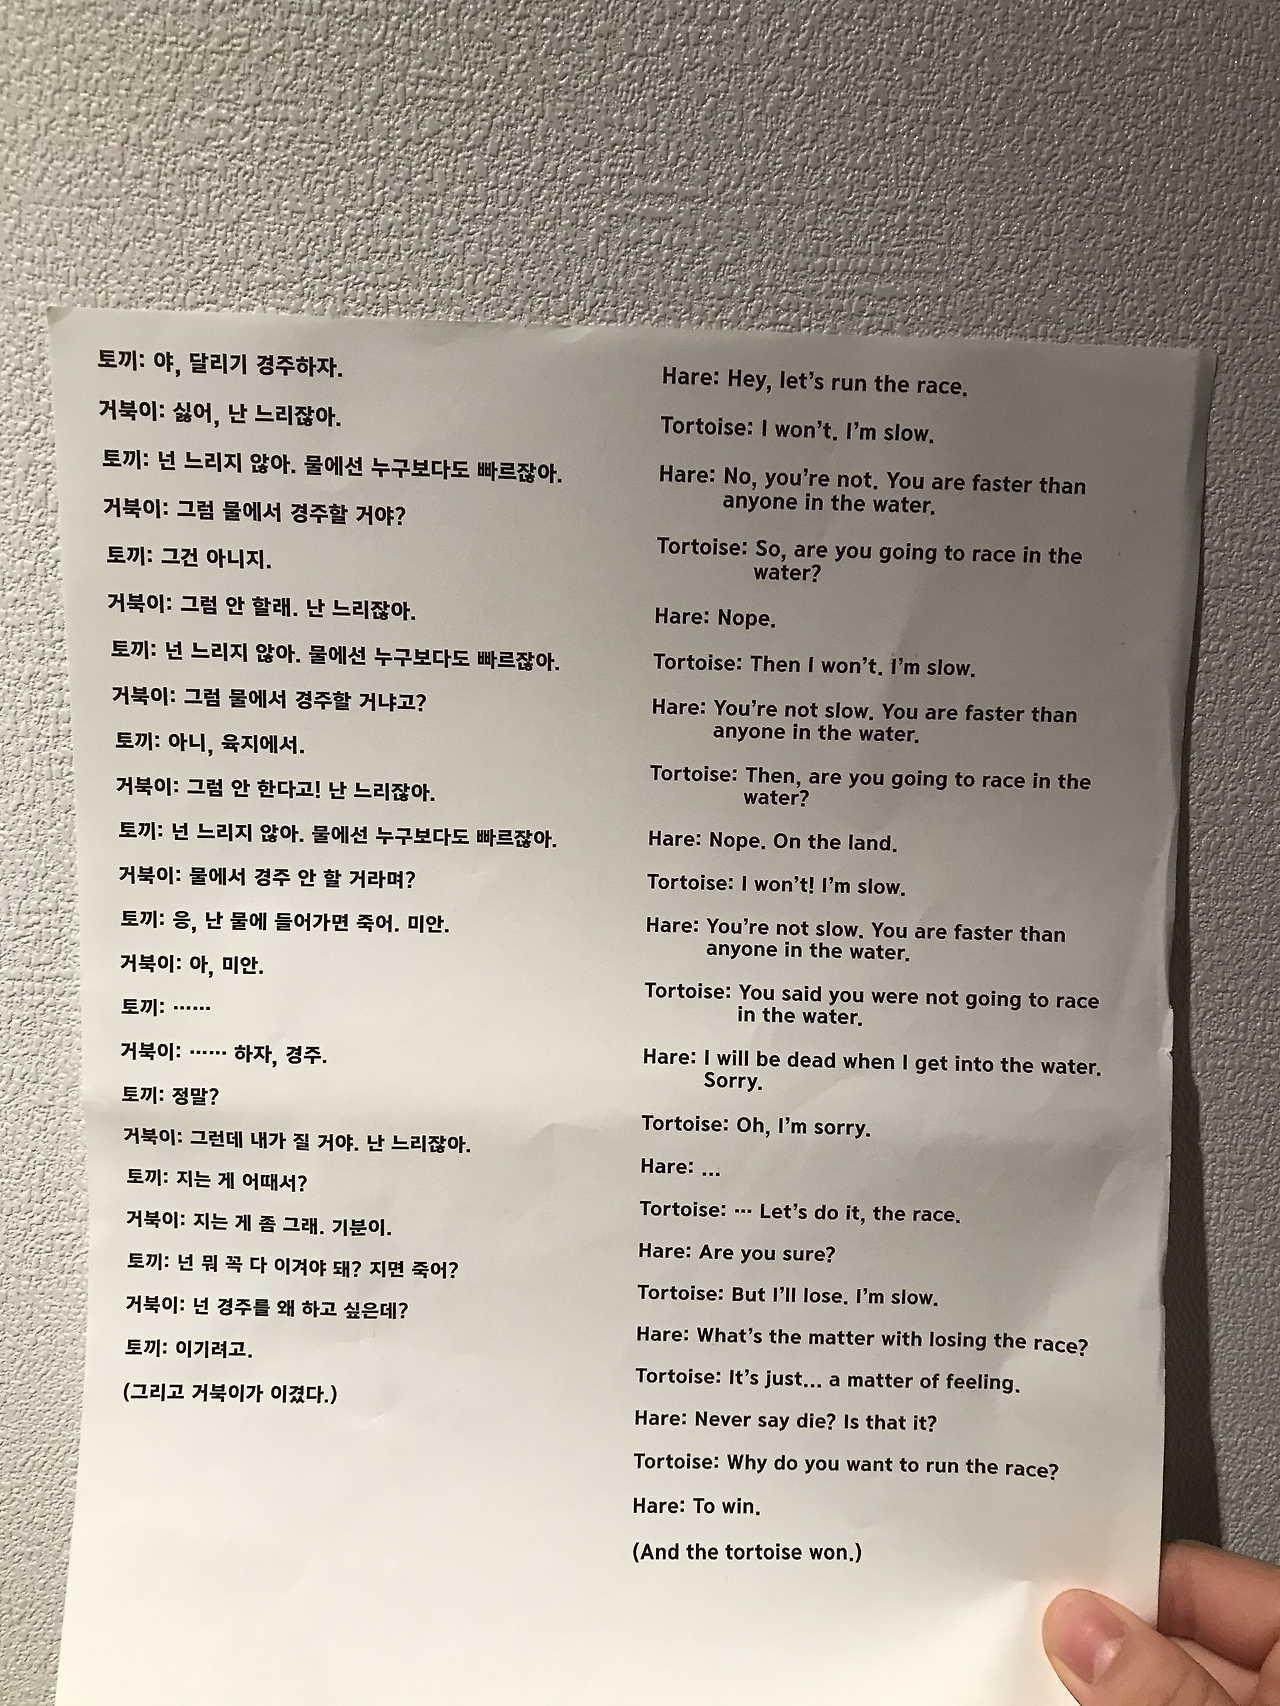 토끼: 야, 달리기 경주하자.
거북이: 싫어, 난 느리잖아.
토끼: 넌 느리지 않아. 물에선 누구보다도 빠르잖아.
거북이: 그럼 물에서 경주할 거야?
토끼: 그건 아니지.
거북이: 그럼 안 할래. 난 느리잖아.
토끼: 넌 느리지 않아. 물에선 누구보다도 빠르잖아.
거북이: 그럼 물에서 경주할 거냐고?
토끼: 아니, 육지에서.
거북이: 그럼 안 한다고! 난 느리잖아.
토끼: 넌 느리지 않아. 물에선 누구보다도 빠르잖아.
거북이: 물에서 경주 안 할 거라며?
토끼: 응, 난 물에 들어가면 죽어. 미안.
거북이: 아, 미안.
토끼: ……
거북이: …… 하자, 경주.
토끼: 정말?
거북이: 그런데 내가 질 거야. 난 느리잖아.
토끼: 지는 게 어때서?
거북이: 지는 게 좀 그래. 기분이.
토끼: 넌 뭐 꼭 다 이겨야 돼? 지면 죽어?
거북이: 넌 경주를 왜 하고 싶은데?
토끼: 이기려고.
(그리고 거북이가 이겼다.)
Hare: Hey, let’s run the race.
Tortoise: I won’t. I’m slow.
Hare: No, you’re not. You are faster than
anyone in the water.
Tortoise: So, are you going to race in the
water?
Hare: Nope.
Tortoise: Then I won’t. I’m slow.
Hare: You’re not slow. You are faster than
anyone in the water.
Tortoise: Then, are you going to race in the
water?
Hare: Nope. On the land.
Tortoise: I won’t! I’m slow.
Hare: You’re not slow. You are faster than
anyone in the water.
Tortoise: You said you were not going to race
in the water.
Hare: I will be dead when I get into the water.
Sorry.
Tortoise: Oh, I’m sorry.
Hare: ...
Tortoise: … Let’s do it, the race.
Hare: Are you sure?
Tortoise: But I’ll lose. I’m slow.
Hare: What’s the matter with losing the race?
Tortoise: It’s just... a matter of feeling.
Hare: Never say die? Is that it?
Tortoise: Why do you want to run the race?
Hare: To win.
(And the tortoise won.)